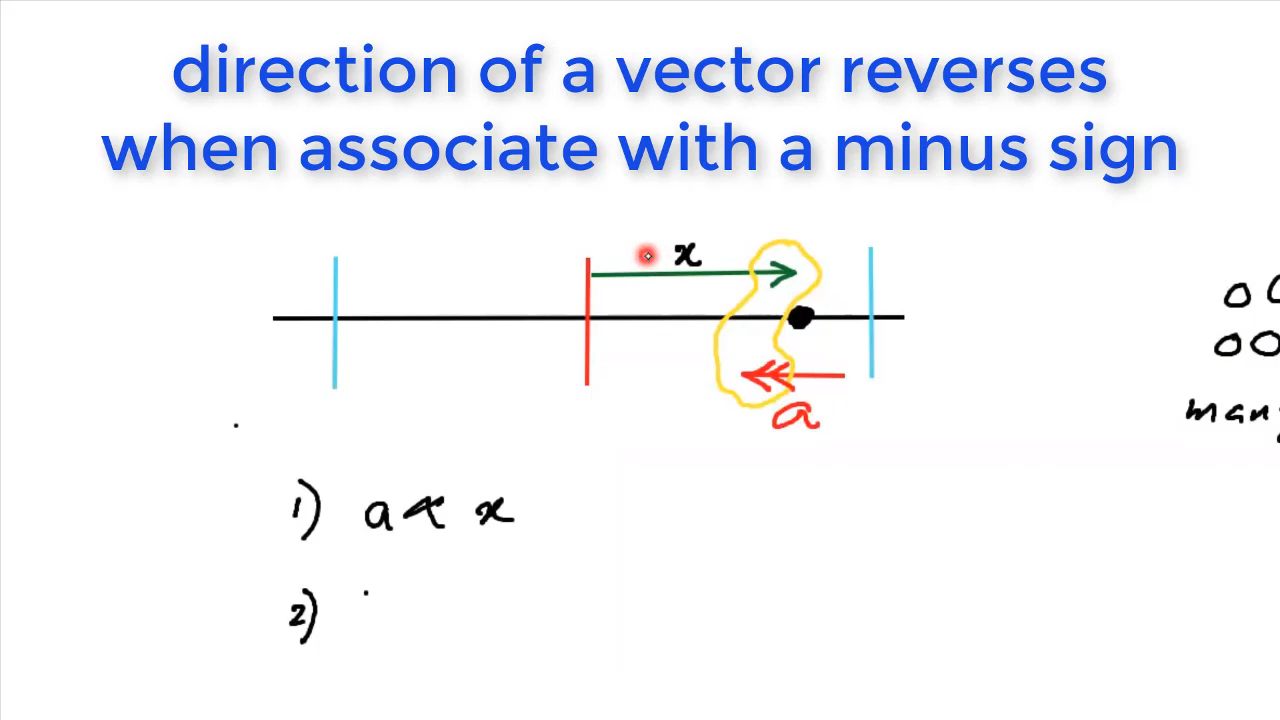 direction of a vector reverses
when associate with a minus sign
x
a
1) a < x
2)